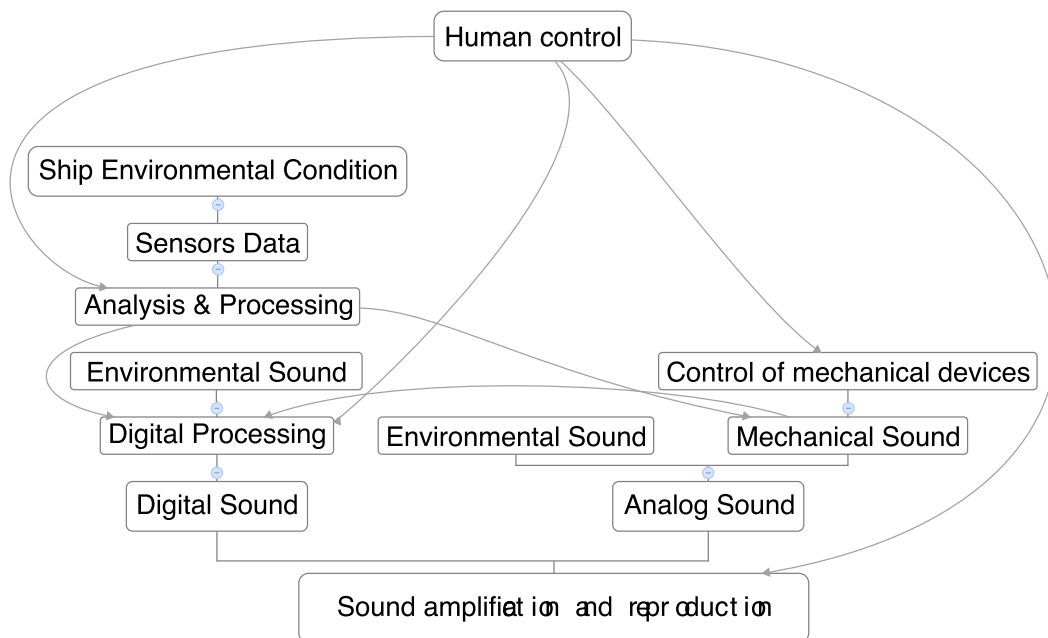 Human control
Ship Environmental Condition
Sensors Data
Analysis & Processing
Environmental Sound
Control of mechanical devices
Digital Processing
Environmental Sound
Mechanical Sound
Digital Sound
Analog Sound
Sound amplification and reproduction